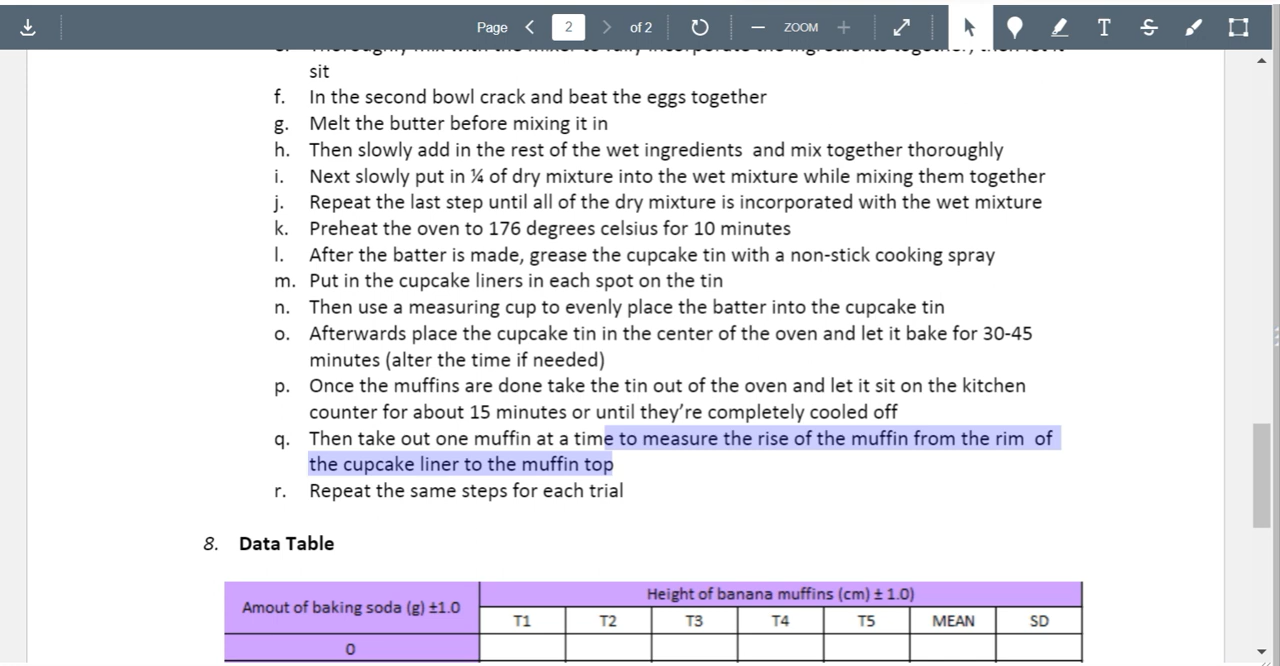 Page 2 of 2 ZOOM T S
sit
f. In the second bowl crack and beat the eggs together
g. Melt the butter before mixing it in
h. Then slowly add in the rest of the wet ingredients  and mix together thoroughly
i. Next slowly put in ¼ of dry mixture into the wet mixture while mixing them together
j. Repeat the last step until all of the dry mixture is incorporated with the wet mixture
k. Preheat the oven to 176 degrees celsius for 10 minutes
l. After the batter is made, grease the cupcake tin with a non-stick cooking spray
m. Put in the cupcake liners in each spot on the tin
n. Then use a measuring cup to evenly place the batter into the cupcake tin
o. Afterwards place the cupcake tin in the center of the oven and let it bake for 30-45
minutes (alter the time if needed)
p. Once the muffins are done take the tin out of the oven and let it sit on the kitchen
counter for about 15 minutes or until they’re completely cooled off
q. Then take out one muffin at a time to measure the rise of the muffin from the rim  of
the cupcake liner to the muffin top
r. Repeat the same steps for each trial
8. Data Table
Amout of baking soda (g) ±1.0
Height of banana muffins (cm) ± 1.0)
T1 T2 T3 T4 T5 MEAN SD
0